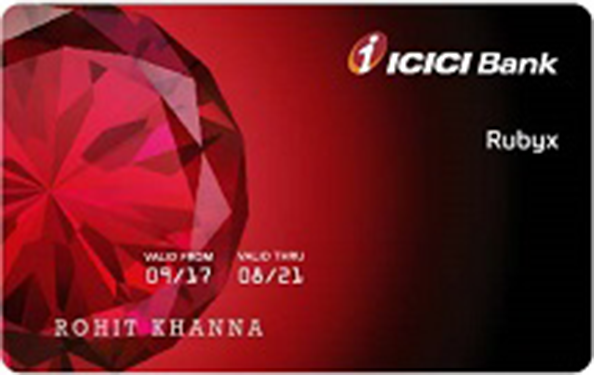 i ICICI Bank
Rubyx
VALID FROM VALID THRU
09/17 08/21
ROHIT KHANNA